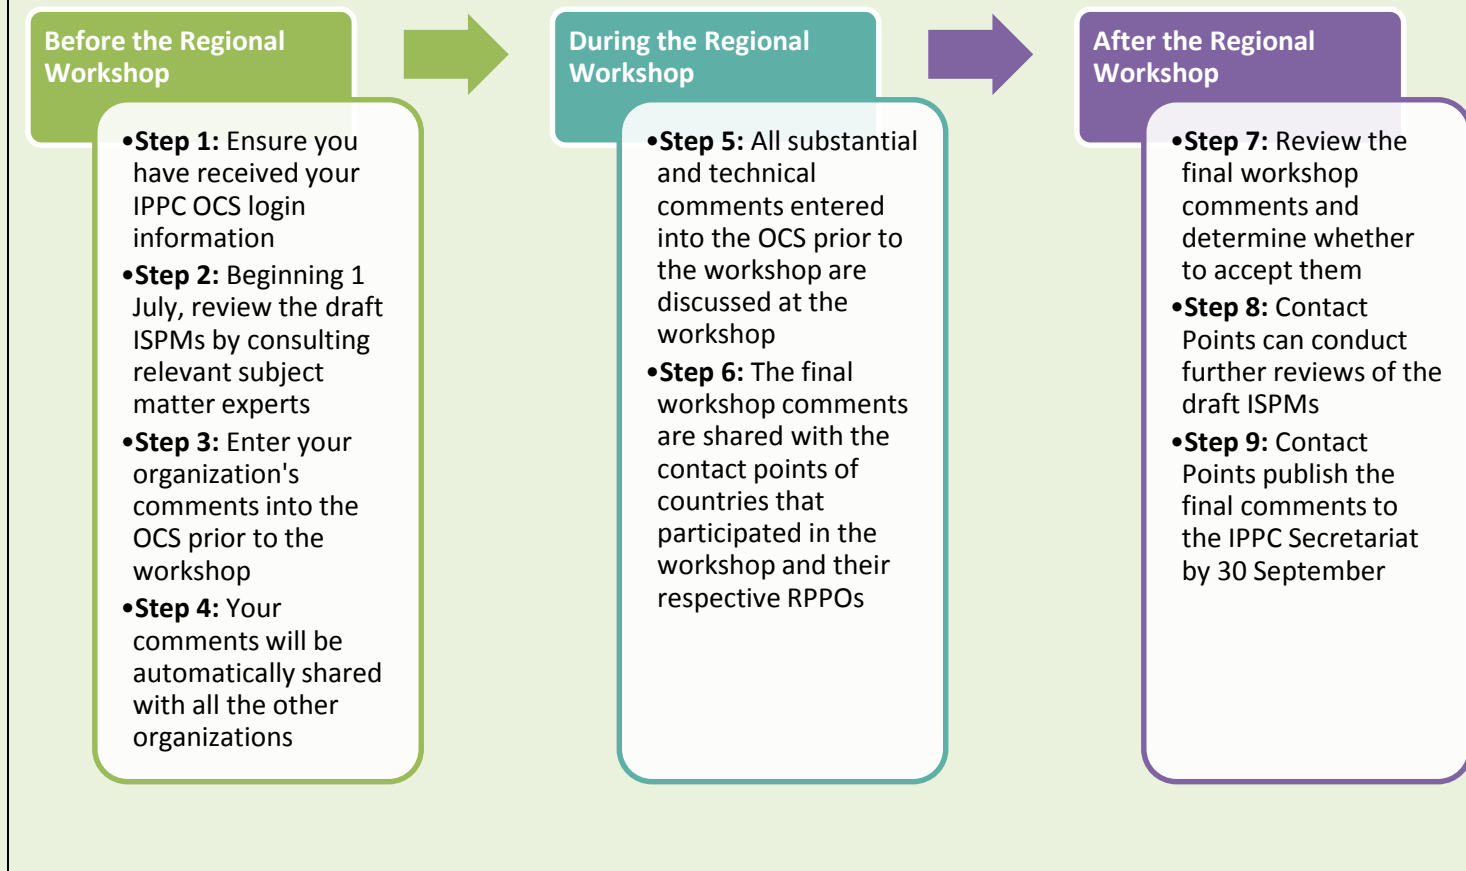 Before the Regional
Workshop
•Step 1: Ensure you
have received your
IPPC OCS login
information
•Step 2: Beginning 1
July, review the draft
ISPMs by consulting
relevant subject
matter experts
•Step 3: Enter your
organization's
comments into the
OCS prior to the
workshop
•Step 4: Your
comments will be
automatically shared
with all the other
organizations
During the Regional
Workshop
•Step 5: All substantial
and technical
comments entered
into the OCS prior to
the workshop are
discussed at the
workshop
•Step 6: The final
workshop comments
are shared with the
contact points of
countries that
participated in the
workshop and their
respective RPPOs
After the Regional
Workshop
•Step 7: Review the
final workshop
comments and
determine whether
to accept them
•Step 8: Contact
Points can conduct
further reviews of the
draft ISPMs
•Step 9: Contact
Points publish the
final comments to
the IPPC Secretariat
by 30 September